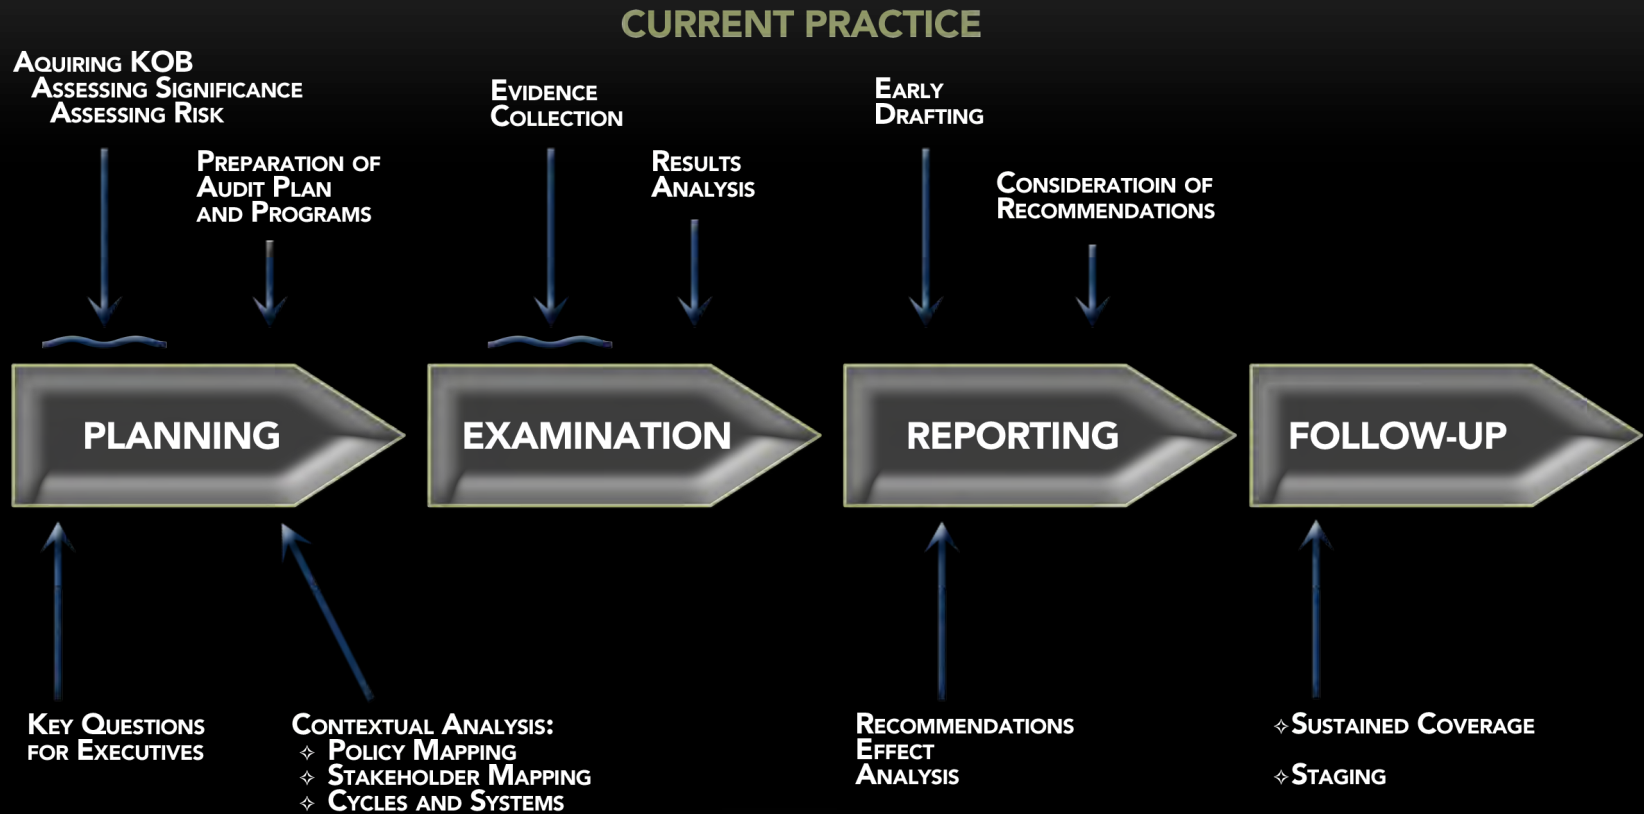 CURRENT PRACTICE
AQUIRING KOB
ASSESSING SIGNIFICANCE
ASSESSING RISK
PREPARATION OF
AUDIT PLAN
AND PROGRAMS
EVIDENCE
COLLECTION
RESULTS
ANALYSIS
EARLY
DRAFTING
CONSIDERATIOIN OF
RECOMMENDATIONS
PLANNING
EXAMINATION
REPORTING
FOLLOW-UP
KEY QUESTIONS
FOR EXECUTIVES
CONTEXTUAL ANALYSIS:
✧ POLICY MAPPING
✧ STAKEHOLDER MAPPING
✧ CYCLES AND SYSTEMS
RECOMMENDATIONS
EFFECT
ANALYSIS
✧ SUSTAINED COVERAGE
✧ STAGING